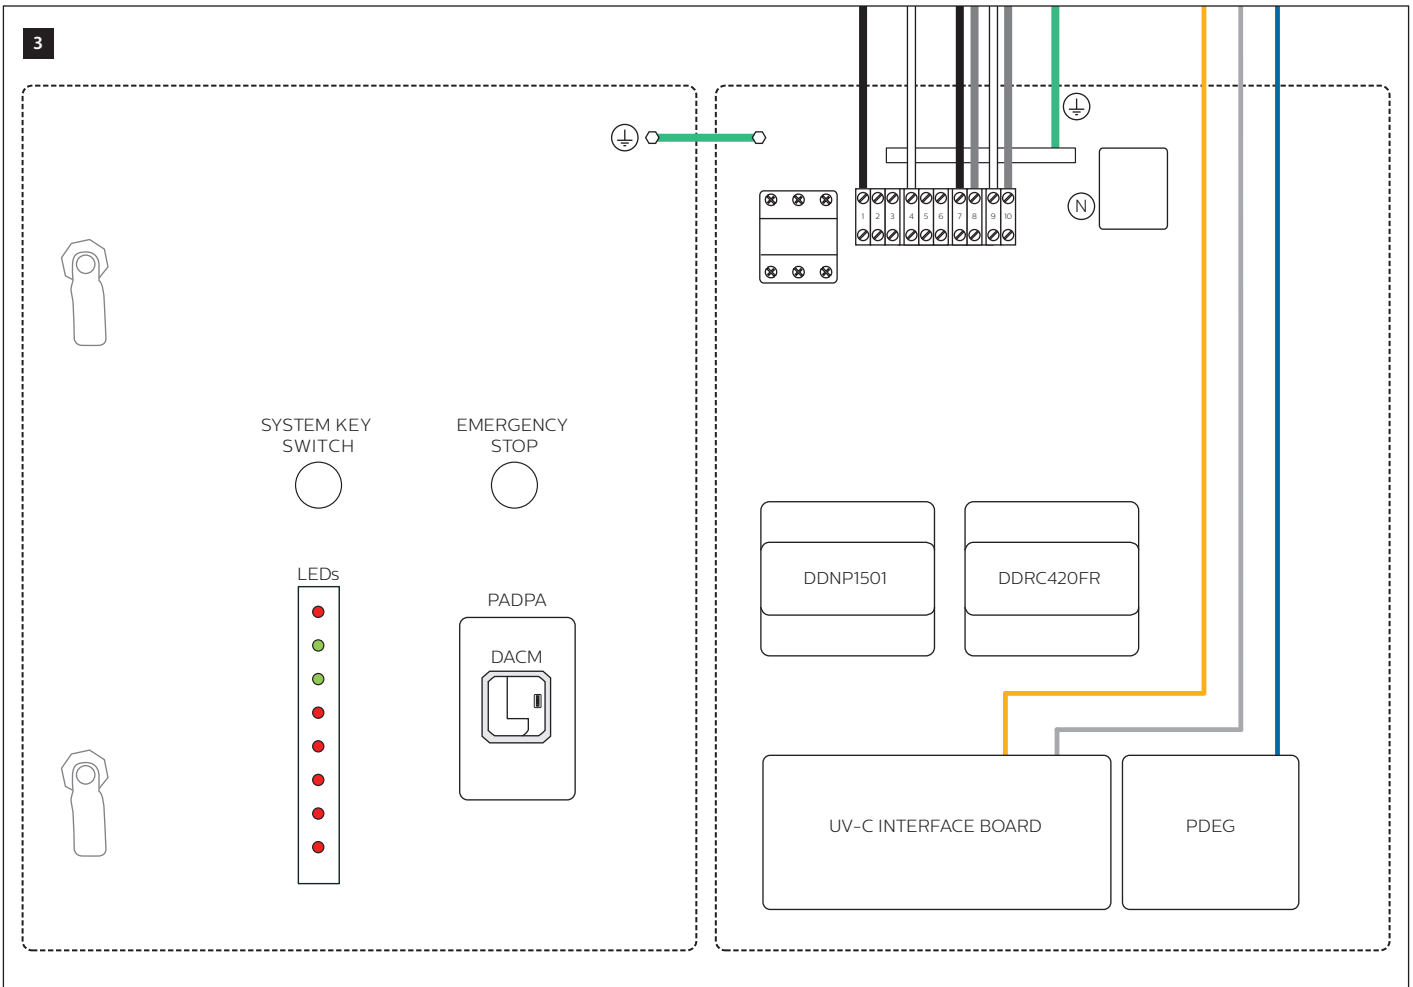 3
1 2 3 4 5 6 7 8 9 10
N
SYSTEM KEY
SWITCH
EMERGENCY
STOP
LEDs
PADPA
DACM
DDNP1501
DDRC420FR
UV-C INTERFACE BOARD
PDEG